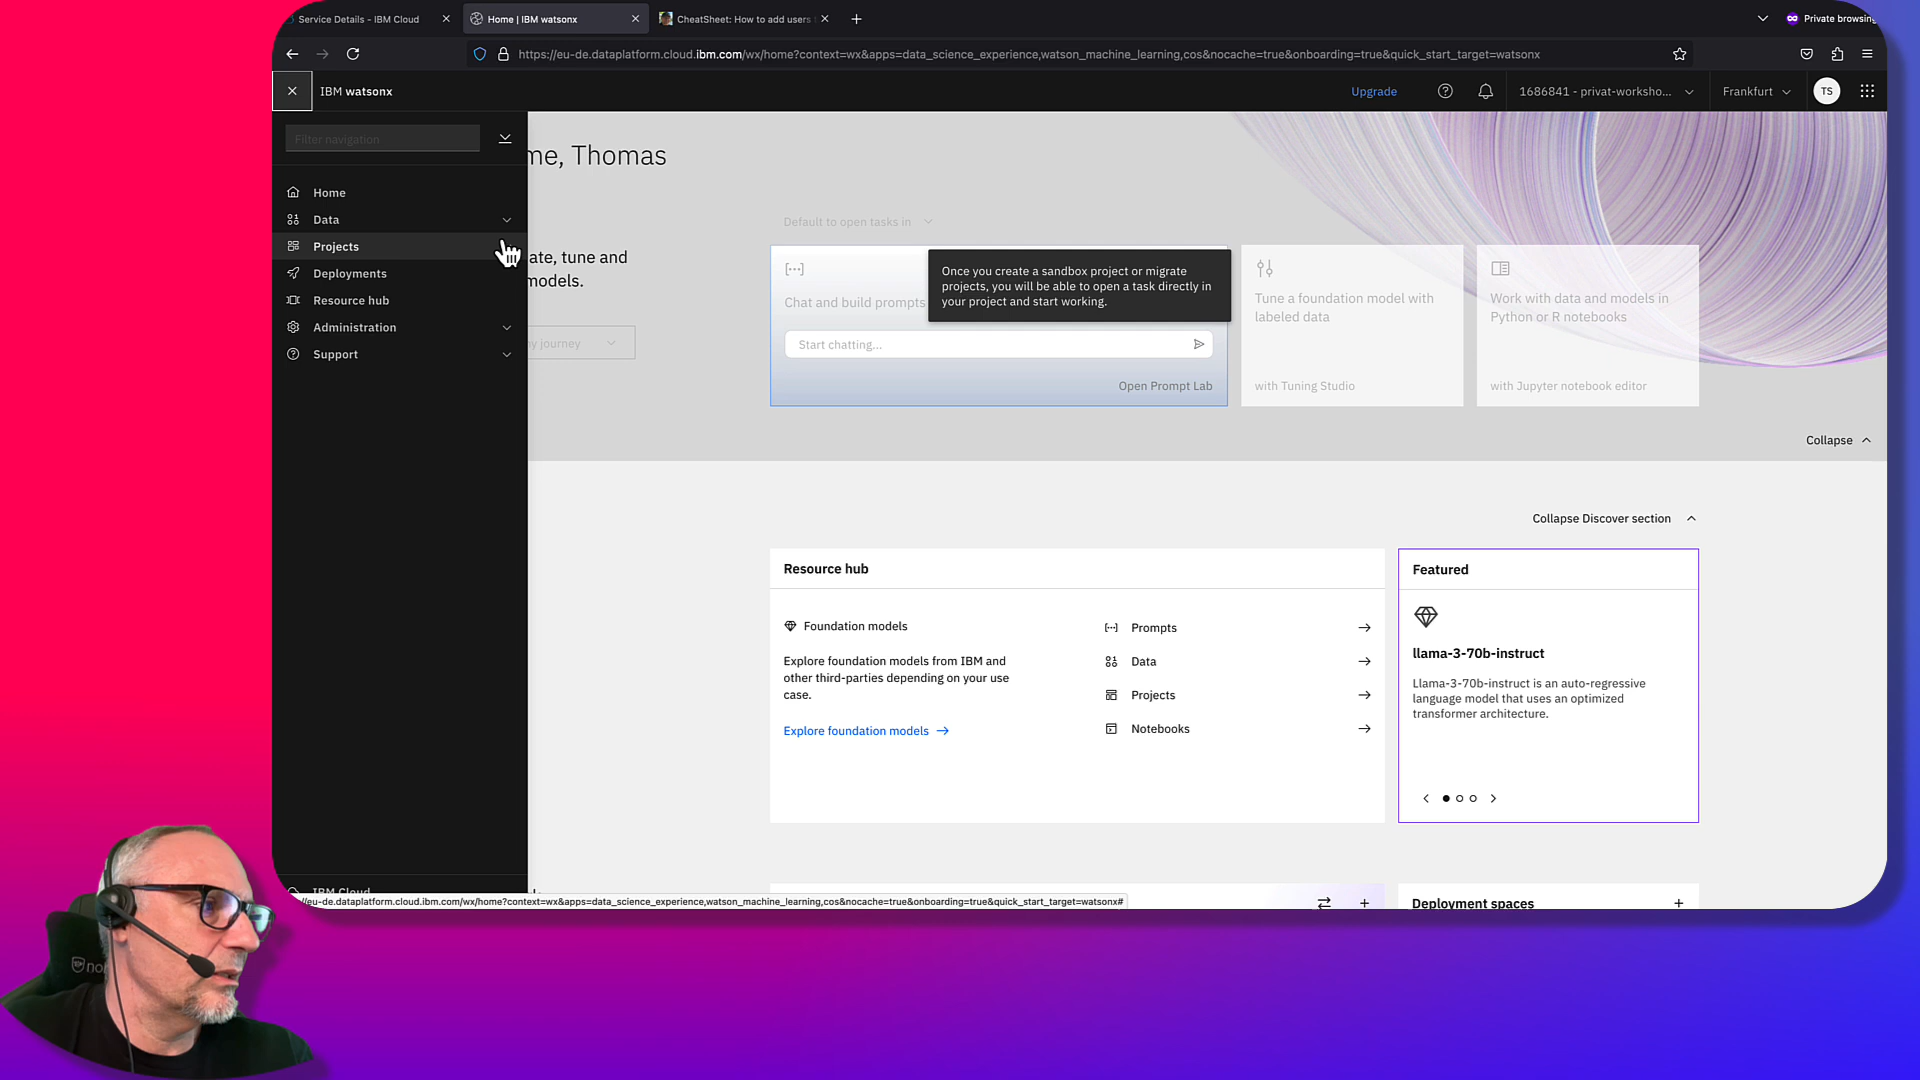 Service Details - IBM Cloud
Home | IBM watsonx
CheatSheet: How to add users
Private browsing
https://eu-de.dataplatform.cloud.ibm.com/wx/home?context=wx&apps=data_science_experience,watson_machine_learning,cos&nocache=true&onboarding=true&quick_start_target=watsonx
IBM watsonx
Upgrade
1686841 - privat-worksho...
Frankfurt
TS
Filter navigation
Home
Data
Projects
Deployments
Resource hub
Administration
Support
IBM Cloud
me, Thomas
ate, tune and
models.
y journey
Default to open tasks in
Chat and build prompts
Once you create a sandbox project or migrate
projects, you will be able to open a task directly in
your project and start working.
Start chatting...
Open Prompt Lab
Tune a foundation model with
labeled data
with Tuning Studio
Work with data and models in
Python or R notebooks
with Jupyter notebook editor
Collapse
Collapse Discover section
Resource hub
Foundation models
Explore foundation models from IBM and
other third-parties depending on your use
case.
Explore foundation models
Prompts
Data
Projects
Notebooks
Featured
llama-3-70b-instruct
Llama-3-70b-instruct is an auto-regressive
language model that uses an optimized
transformer architecture.
Deployment spaces
//eu-de.dataplatform.cloud.ibm.com/wx/home?context=wx&apps=data_science_experience,watson_machine_learning,cos&nocache=true&onboarding=true&quick_start_target=watsonx#